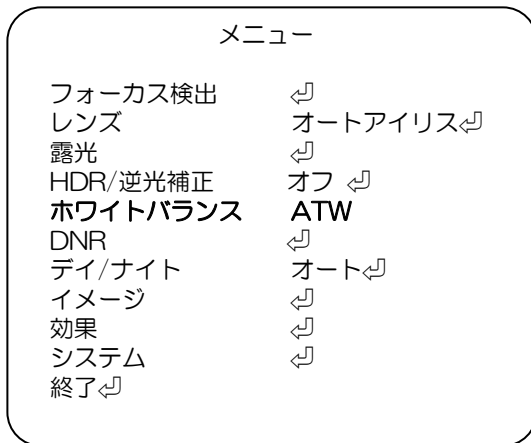 メニュー
フォーカス検出 ⏎
レンズ オートアイリス⏎
露光 ⏎
HDR/逆光補正 オフ ⏎
ホワイトバランス ATW
DNR ⏎
デイ/ナイト オート⏎
イメージ ⏎
効果 ⏎
システム ⏎
終了⏎